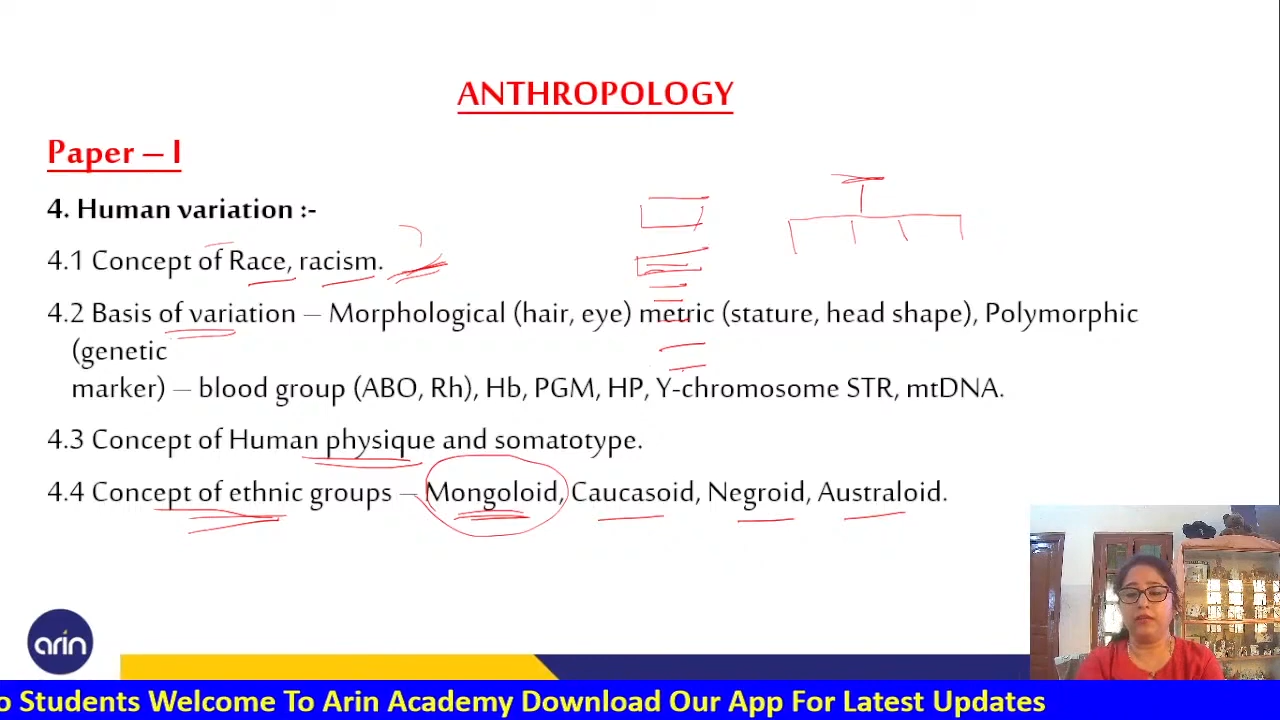 ANTHROPOLOGY
Paper – I
4. Human variation :-
4.1 Concept of Race, racism.
4.2 Basis of variation – Morphological (hair, eye) metric (stature, head shape), Polymorphic
(genetic
marker) – blood group (ABO, Rh), Hb, PGM, HP, Y-chromosome STR, mtDNA.
4.3 Concept of Human physique and somatotype.
4.4 Concept of ethnic groups – Mongoloid, Caucasoid, Negroid, Australoid.
arin
o Students Welcome To Arin Academy Download Our App For Latest Updates